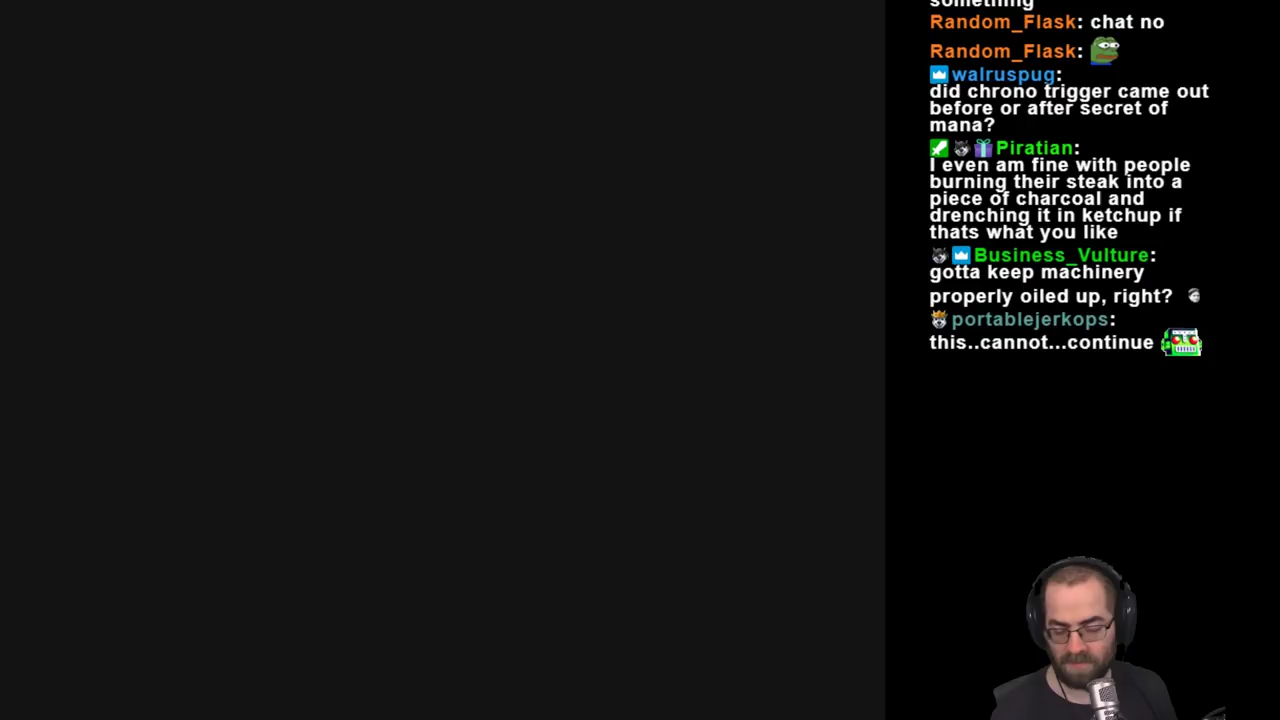 something
Random_Flask: chat no
Random_Flask:
walruspug:
did chrono trigger came out
before or after secret of
mana?
Piratian:
I even am fine with people
burning their steak into a
piece of charcoal and
drenching it in ketchup if
thats what you like
Business_Vulture:
gotta keep machinery
properly oiled up, right?
portablejerkops:
this..cannot...continue